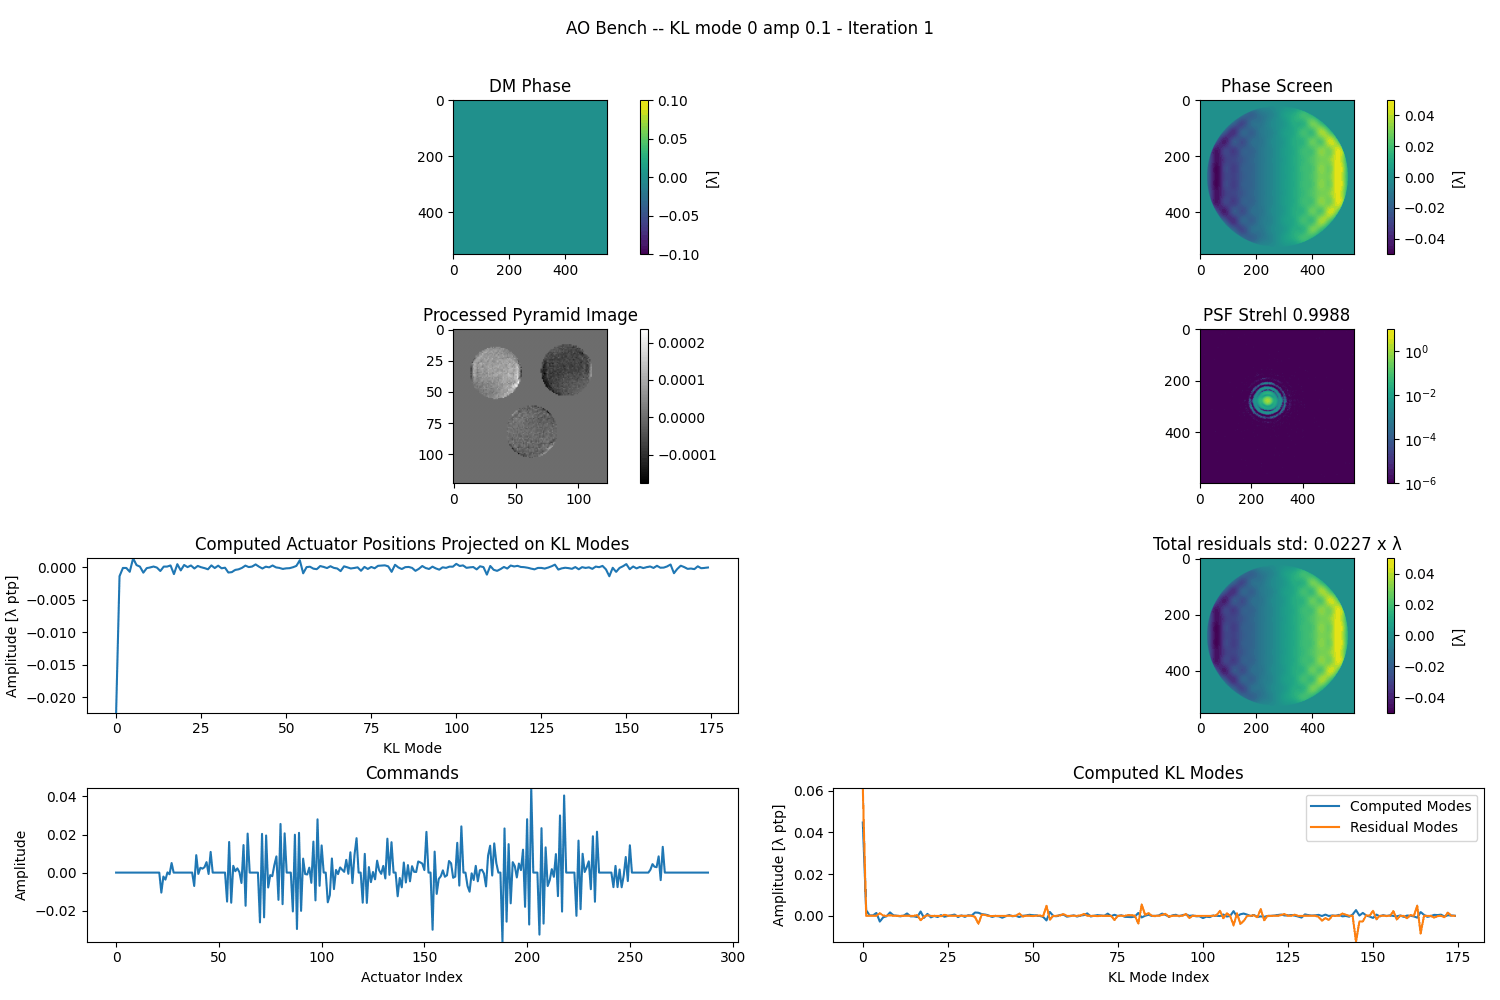 AO Bench -- KL mode 0 amp 0.1 - Iteration 1
DM Phase
0
200
400
0 200 400
0.10
0.05
0.00
−0.05
−0.10
[λ]
Phase Screen
0
200
400
0 200 400
0.04
0.02
0.00
−0.02
−0.04
[λ]
Processed Pyramid Image
0
25
50
75
100
0 50 100
0.0002
0.0001
0.0000
−0.0001
PSF Strehl 0.9988
0
200
400
0 200 400
10⁰
10⁻²
10⁻⁴
10⁻⁶
Computed Actuator Positions Projected on KL Modes
Amplitude [λ ptp]
0.000
−0.005
−0.010
−0.015
−0.020
0 25 50 75 100 125 150 175
KL Mode
Total residuals std: 0.0227 x λ
0
200
400
0 200 400
0.04
0.02
0.00
−0.02
−0.04
[λ]
Commands
Amplitude
0.04
0.02
0.00
−0.02
0 50 100 150 200 250 300
Actuator Index
Computed KL Modes
Amplitude [λ ptp]
0.06
0.04
0.02
0.00
Computed Modes
Residual Modes
0 25 50 75 100 125 150 175
KL Mode Index